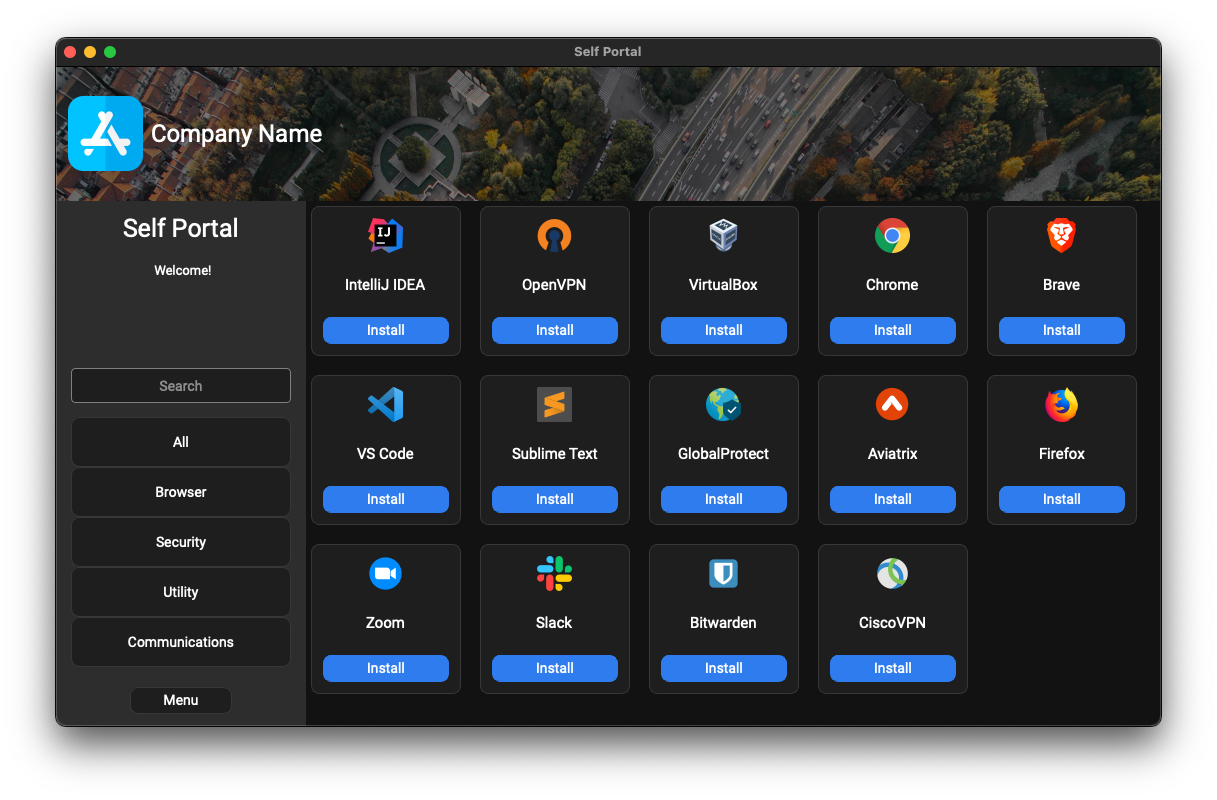 Self Portal
Company Name
Self Portal
Welcome!
Search
All
Browser
Security
Utility
Communications
Menu
IJ
IntelliJ IDEA
Install
OpenVPN
Install
VirtualBox
Install
Chrome
Install
Brave
Install
VS Code
Install
Sublime Text
Install
GlobalProtect
Install
Aviatrix
Install
Firefox
Install
Zoom
Install
Slack
Install
Bitwarden
Install
CiscoVPN
Install